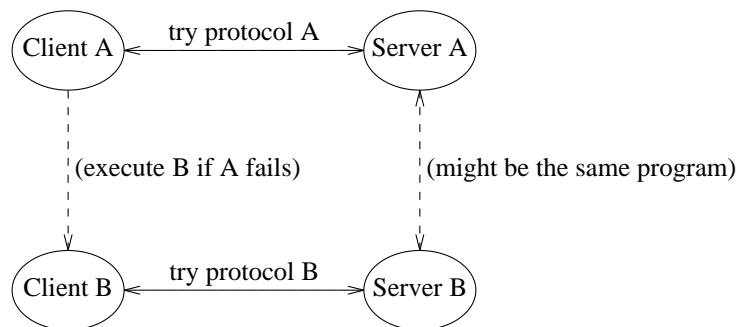 Client A
try protocol A
Server A
(execute B if A fails)
(might be the same program)
Client B
try protocol B
Server B